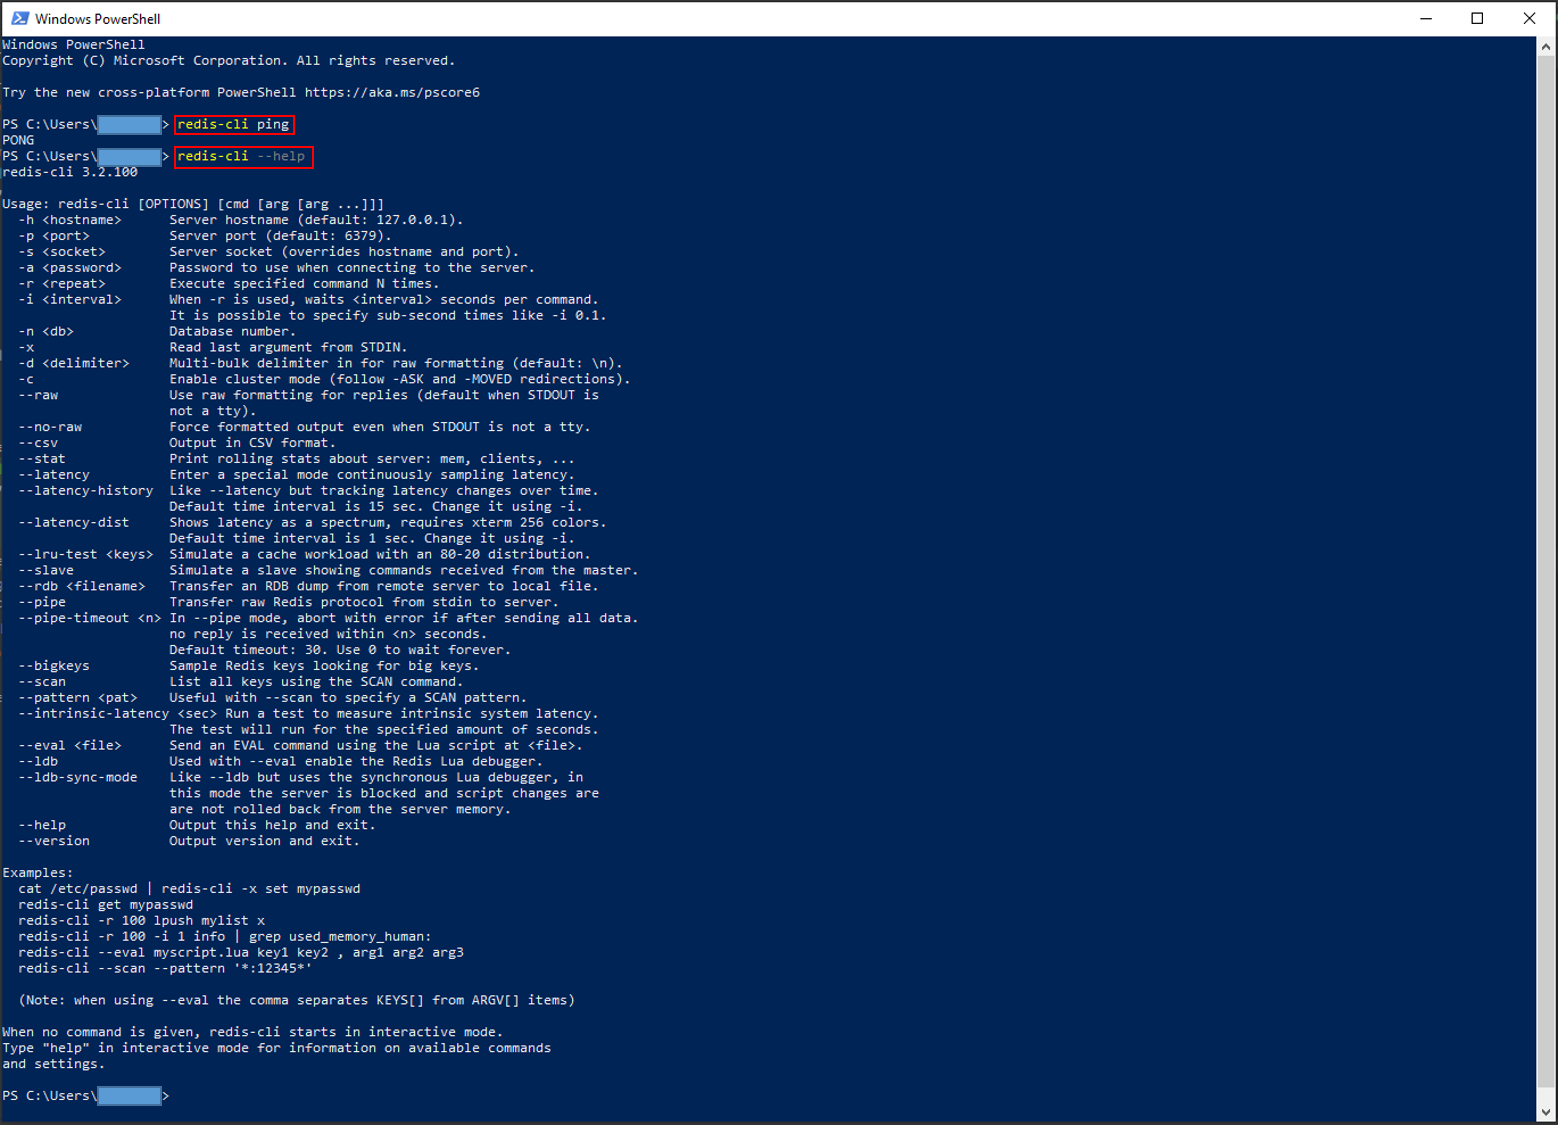 Windows PowerShell
Windows PowerShell
Copyright (C) Microsoft Corporation. All rights reserved.
Try the new cross-platform PowerShell https://aka.ms/pscore6
PS C:\Users\ > redis-cli ping
PONG
PS C:\Users\ > redis-cli --help
redis-cli 3.2.100
Usage: redis-cli [OPTIONS] [cmd [arg [arg ...]]]
  -h <hostname>      Server hostname (default: 127.0.0.1).
  -p <port>          Server port (default: 6379).
  -s <socket>        Server socket (overrides hostname and port).
  -a <password>      Password to use when connecting to the server.
  -r <repeat>        Execute specified command N times.
  -i <interval>      When -r is used, waits <interval> seconds per command.
                     It is possible to specify sub-second times like -i 0.1.
  -n <db>            Database number.
  -x                 Read last argument from STDIN.
  -d <delimiter>     Multi-bulk delimiter in for raw formatting (default: \n).
  -c                 Enable cluster mode (follow -ASK and -MOVED redirections).
  --raw              Use raw formatting for replies (default when STDOUT is
                     not a tty).
  --no-raw           Force formatted output even when STDOUT is not a tty.
  --csv              Output in CSV format.
  --stat             Print rolling stats about server: mem, clients, ...
  --latency          Enter a special mode continuously sampling latency.
  --latency-history  Like --latency but tracking latency changes over time.
                     Default time interval is 15 sec. Change it using -i.
  --latency-dist     Shows latency as a spectrum, requires xterm 256 colors.
                     Default time interval is 1 sec. Change it using -i.
  --lru-test <keys>  Simulate a cache workload with an 80-20 distribution.
  --slave            Simulate a slave showing commands received from the master.
  --rdb <filename>   Transfer an RDB dump from remote server to local file.
  --pipe             Transfer raw Redis protocol from stdin to server.
  --pipe-timeout <n> In --pipe mode, abort with error if after sending all data.
                     no reply is received within <n> seconds.
                     Default timeout: 30. Use 0 to wait forever.
  --bigkeys          Sample Redis keys looking for big keys.
  --scan             List all keys using the SCAN command.
  --pattern <pat>    Useful with --scan to specify a SCAN pattern.
  --intrinsic-latency <sec> Run a test to measure intrinsic system latency.
                     The test will run for the specified amount of seconds.
  --eval <file>      Send an EVAL command using the Lua script at <file>.
  --ldb              Used with --eval enable the Redis Lua debugger.
  --ldb-sync-mode    Like --ldb but uses the synchronous Lua debugger, in
                     this mode the server is blocked and script changes are
                     are not rolled back from the server memory.
  --help             Output this help and exit.
  --version          Output version and exit.
Examples:
  cat /etc/passwd | redis-cli -x set mypasswd
  redis-cli get mypasswd
  redis-cli -r 100 lpush mylist x
  redis-cli -r 100 -i 1 info | grep used_memory_human:
  redis-cli --eval myscript.lua key1 key2 , arg1 arg2 arg3
  redis-cli --scan --pattern '*:12345*'
  (Note: when using --eval the comma separates KEYS[] from ARGV[] items)
When no command is given, redis-cli starts in interactive mode.
Type "help" in interactive mode for information on available commands
and settings.
PS C:\Users\ >